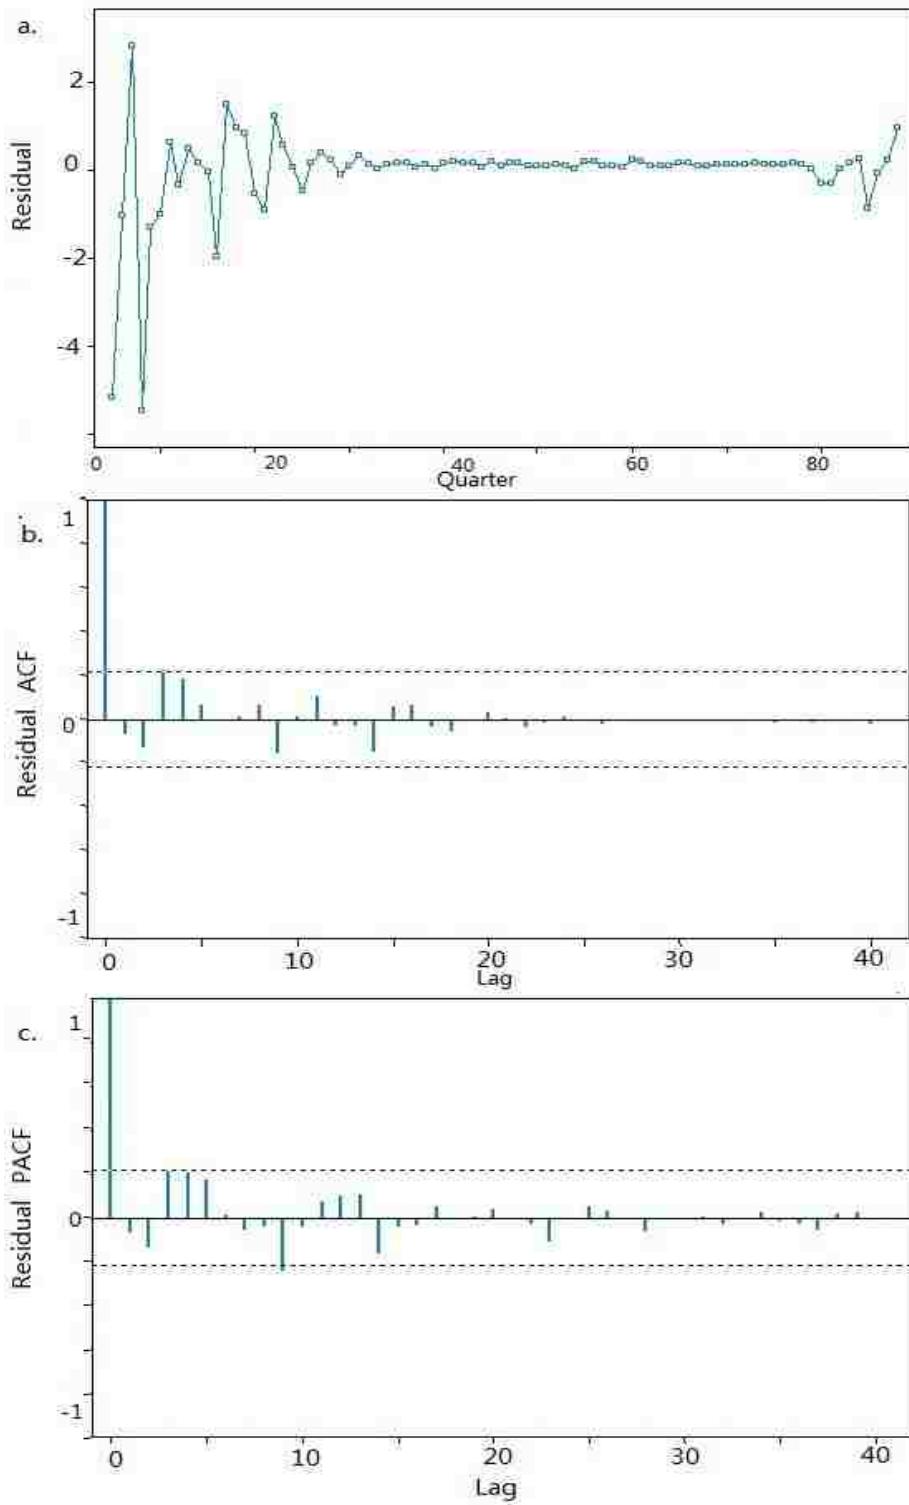 a.
Residual
2
0
-2
-4
0 20 40 60 80
Quarter
b.
Residual ACF
1
0
-1
0 10 20 30 40
Lag
c.
Residual PACF
1
0
-1
0 10 20 30 40
Lag